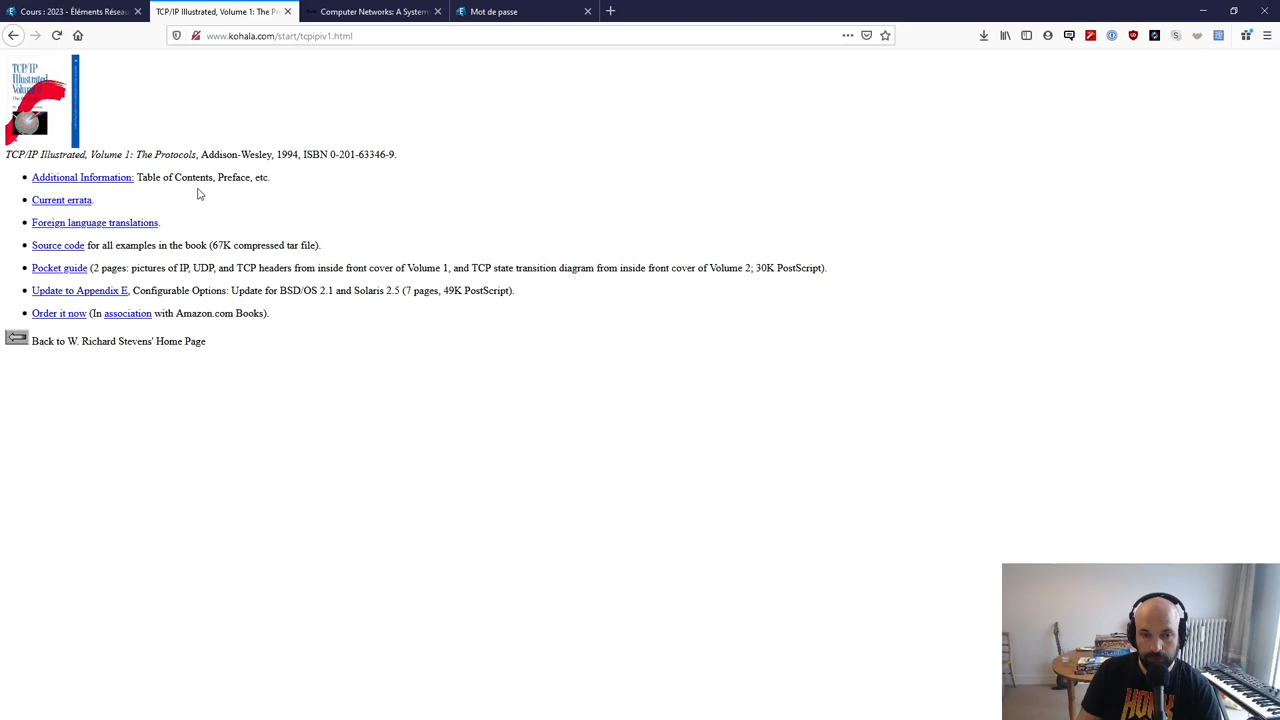 Cours : 2023 - Éléments Résea
TCP/IP Illustrated, Volume 1: The Pr
Computer Networks: A System
Mot de passe
www.kohala.com/start/tcpipiv1.html
TCP/IP
Illustrated,
Volume
TCP/IP Illustrated, Volume 1: The Protocols, Addison-Wesley, 1994, ISBN 0-201-63346-9.
• Additional Information: Table of Contents, Preface, etc.
• Current errata.
• Foreign language translations.
• Source code for all examples in the book (67K compressed tar file).
• Pocket guide (2 pages: pictures of IP, UDP, and TCP headers from inside front cover of Volume 1, and TCP state transition diagram from inside front cover of Volume 2; 30K PostScript).
• Update to Appendix E, Configurable Options: Update for BSD/OS 2.1 and Solaris 2.5 (7 pages, 49K PostScript).
• Order it now (In association with Amazon.com Books).
Back to W. Richard Stevens' Home Page